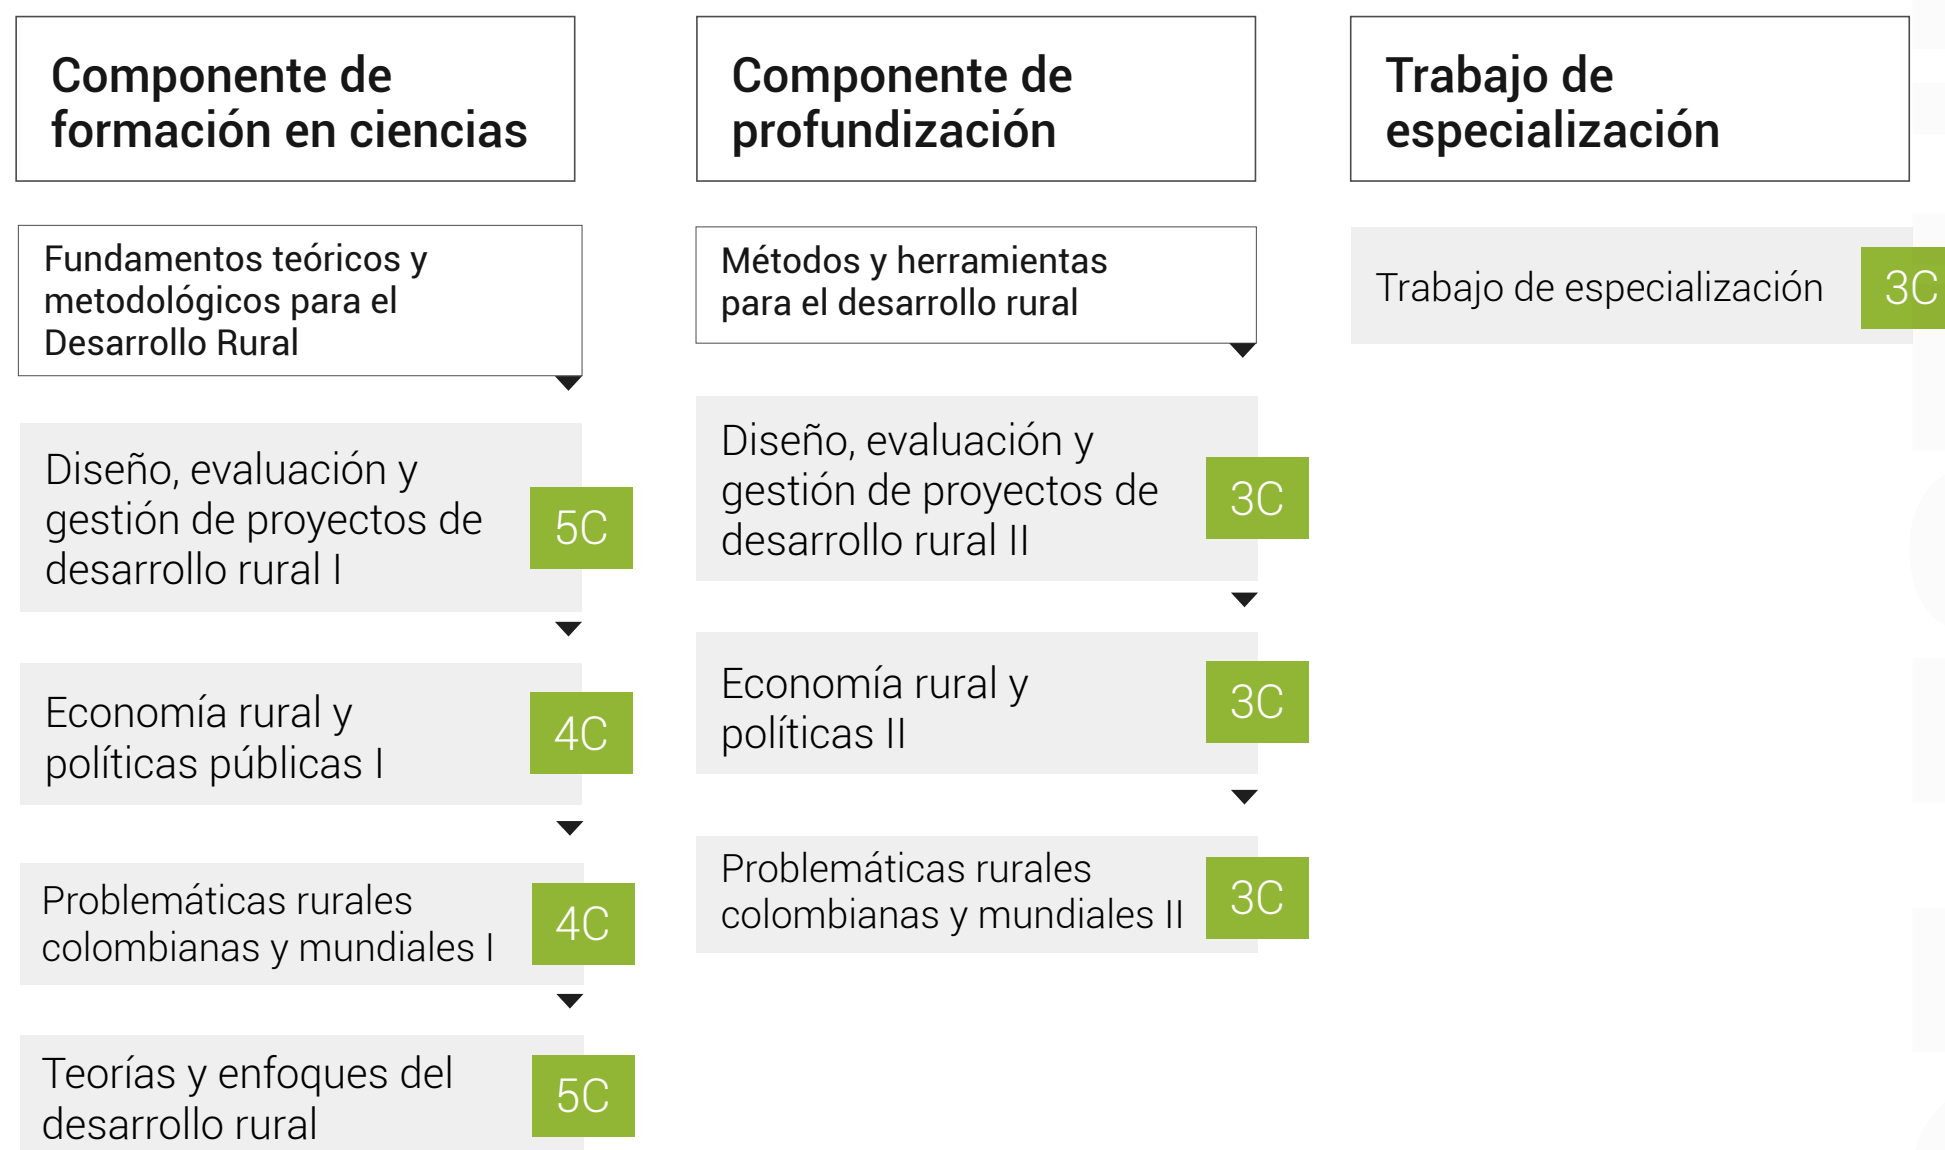 Componente de
formación en ciencias
Fundamentos teóricos y
metodológicos para el
Desarrollo Rural
Diseño, evaluación y
gestión de proyectos de
desarrollo rural I
5C
Economía rural y
políticas públicas I
4C
Problemáticas rurales
colombianas y mundiales I
4C
Teorías y enfoques del
desarrollo rural
5C
Componente de
profundización
Métodos y herramientas
para el desarrollo rural
Diseño, evaluación y
gestión de proyectos de
desarrollo rural II
3C
Economía rural y
políticas II
3C
Problemáticas rurales
colombianas y mundiales II
3C
Trabajo de
especialización
Trabajo de especialización
3C